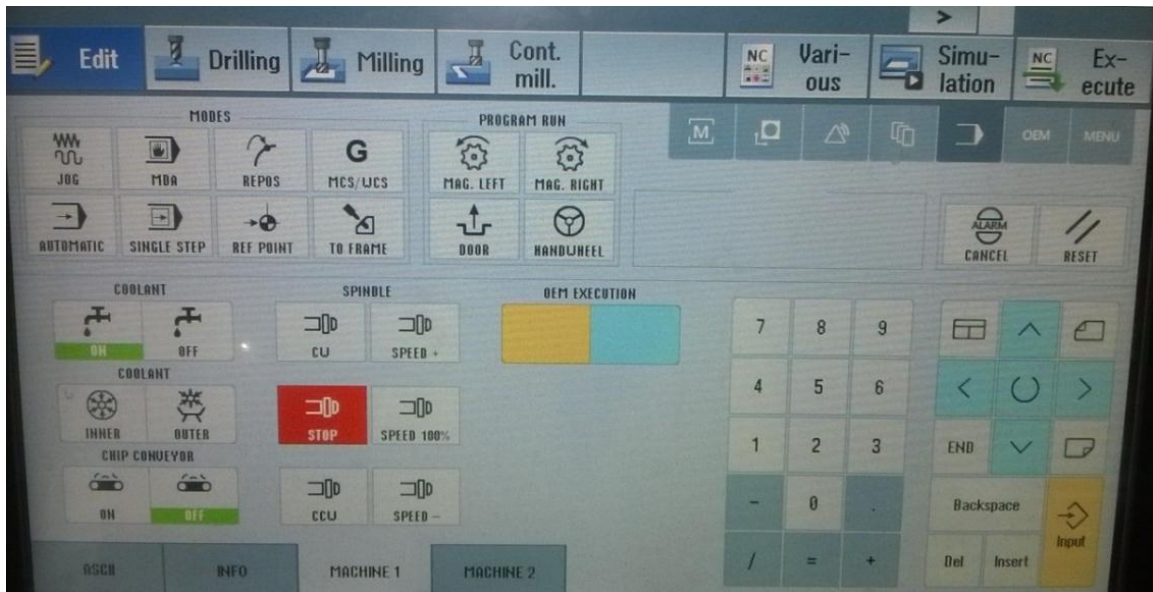 >
Edit
Drilling
Milling
Cont.
mill.
NC
Vari-
ous
Simu-
lation
NC
Ex-
ecute
MODES
PROGRAM RUN
M
OEM
MENU
JOG
MDA
REPOS
G
MCS/WCS
MAG. LEFT
MAG. RIGHT
AUTOMATIC
SINGLE STEP
REF POINT
TO FRAME
DOOR
HANDWHEEL
ALARM
CANCEL
RESET
COOLANT
SPINDLE
OEM EXECUTION
ON
OFF
CW
SPEED +
7
8
9
COOLANT
INNER
OUTER
STOP
SPEED 100%
4
5
6
<
>
CHIP CONVEYOR
1
2
3
END
ON
OFF
CCW
SPEED -
-
0
.
Backspace
Input
ASCII
INFO
MACHINE 1
MACHINE 2
/
=
+
Del
Insert